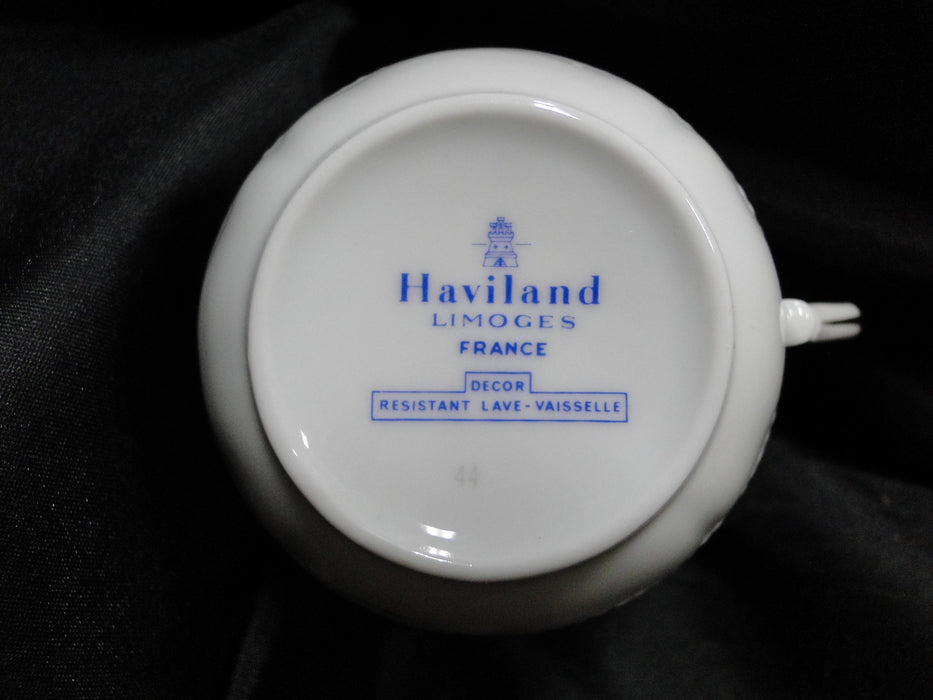 Haviland
LIMOGES
FRANCE
DECOR
RESISTANT LAVE-VAISSELLE
44